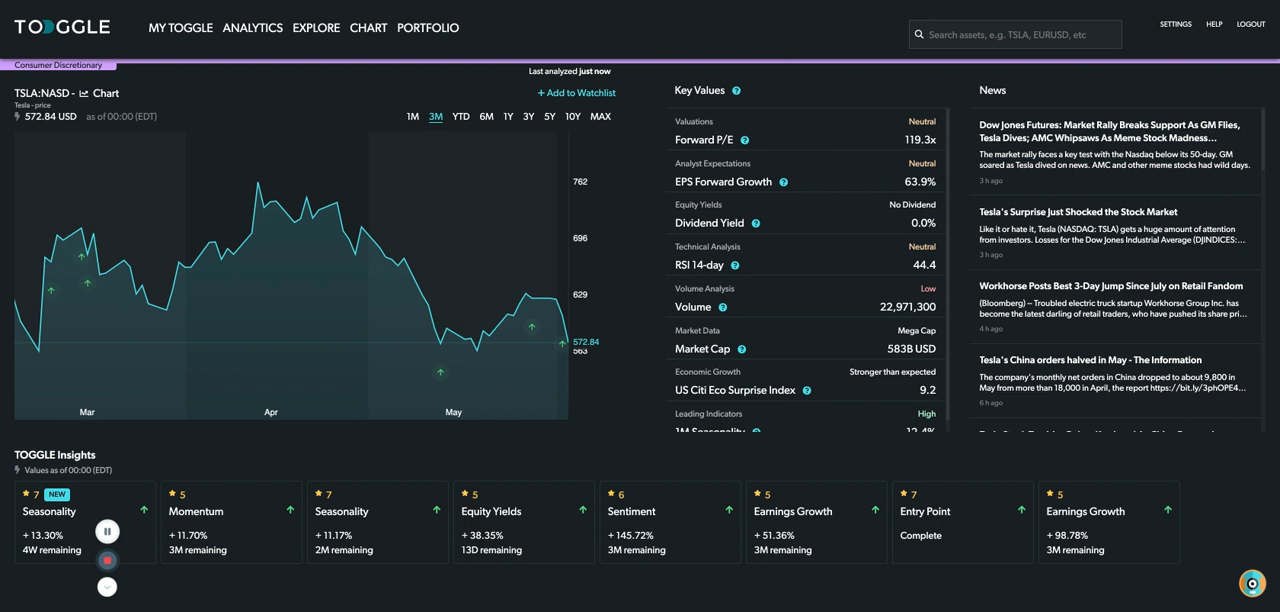 TOGGLE
MY TOGGLE ANALYTICS EXPLORE CHART PORTFOLIO
Search assets, e.g. TSLA, EURUSD, etc
SETTINGS HELP LOGOUT
Consumer Discretionary
Last analyzed just now
TSLA:NASD - Chart
Tesla - price
572.84 USD as of 00:00 (EDT)
+ Add to Watchlist
1M 3M YTD 6M 1Y 3Y 5Y 10Y MAX
762
696
629
572.84
563
Mar Apr May
Key Values ?
Valuations Neutral
Forward P/E ? 119.3x
Analyst Expectations Neutral
EPS Forward Growth ? 63.9%
Equity Yields No Dividend
Dividend Yield ? 0.0%
Technical Analysis Neutral
RSI 14-day ? 44.4
Volume Analysis Low
Volume ? 22,971,300
Market Data Mega Cap
Market Cap ? 583B USD
Economic Growth Stronger than expected
US Citi Eco Surprise Index ? 9.2
Leading Indicators High
1M Seasonality ? 12.4%
News
Dow Jones Futures: Market Rally Breaks Support As GM Flies,
Tesla Dives; AMC Whipsaws As Meme Stock Madness...
The market rally faces a key test with the Nasdaq below its 50-day. GM
soared as Tesla dived on news. AMC and other meme stocks had wild days.
3 h ago
Tesla's Surprise Just Shocked the Stock Market
Like it or hate it, Tesla (NASDAQ: TSLA) gets a huge amount of attention
from investors. Losses for the Dow Jones Industrial Average (DJINDICES:...
3 h ago
Workhorse Posts Best 3-Day Jump Since July on Retail Fandom
(Bloomberg) -- Troubled electric truck startup Workhorse Group Inc. has
become the latest darling of retail traders, who have pushed its share pri...
4 h ago
Tesla's China orders halved in May - The Information
The company's monthly net orders in China dropped to about 9,800 in
May from more than 18,000 in April, the report https://bit.ly/3phOPE4...
6 h ago
TOGGLE Insights
Values as of 00:00 (EDT)
7 NEW
Seasonality
+ 13.30%
4W remaining
5
Momentum
+ 11.70%
3M remaining
7
Seasonality
+ 11.17%
2M remaining
5
Equity Yields
+ 38.35%
13D remaining
6
Sentiment
+ 145.72%
3M remaining
5
Earnings Growth
+ 51.36%
3M remaining
7
Entry Point
Complete
5
Earnings Growth
+ 98.78%
3M remaining